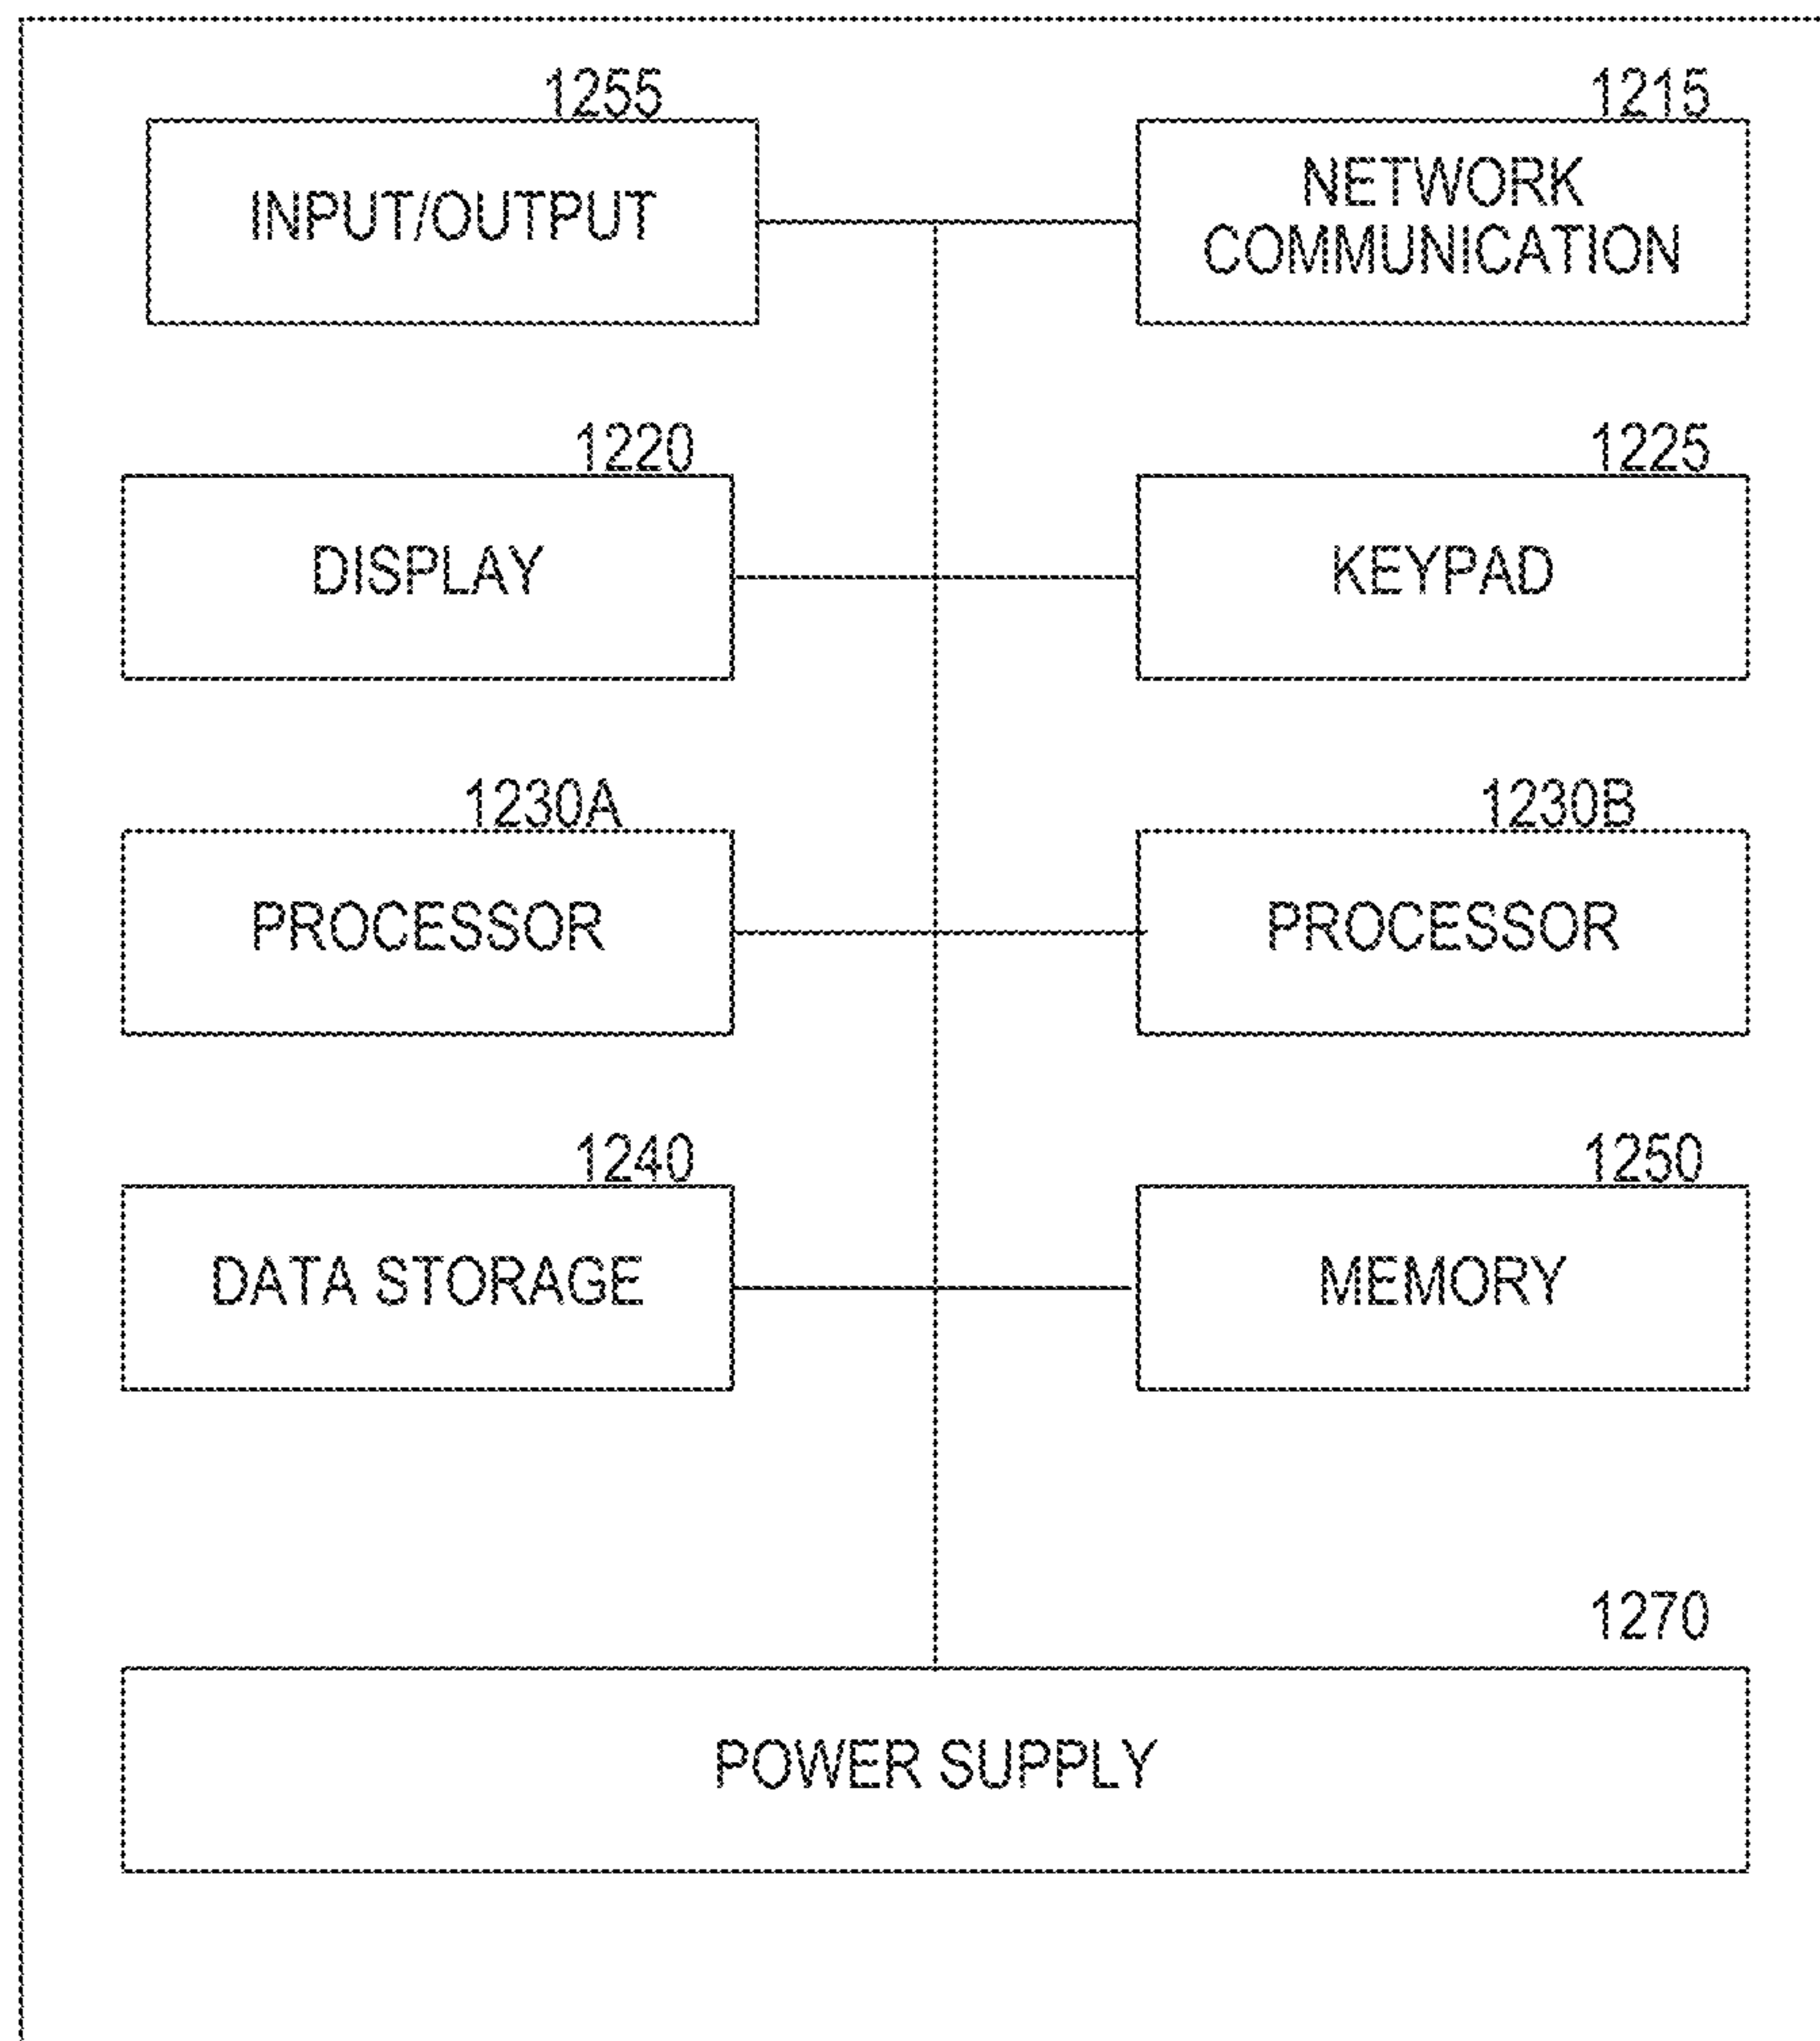 1255
INPUT/OUTPUT
1215
NETWORK
COMMUNICATION
1220
DISPLAY
1225
KEYPAD
1230A
PROCESSOR
1230B
PROCESSOR
1240
DATA STORAGE
1250
MEMORY
1270
POWER SUPPLY